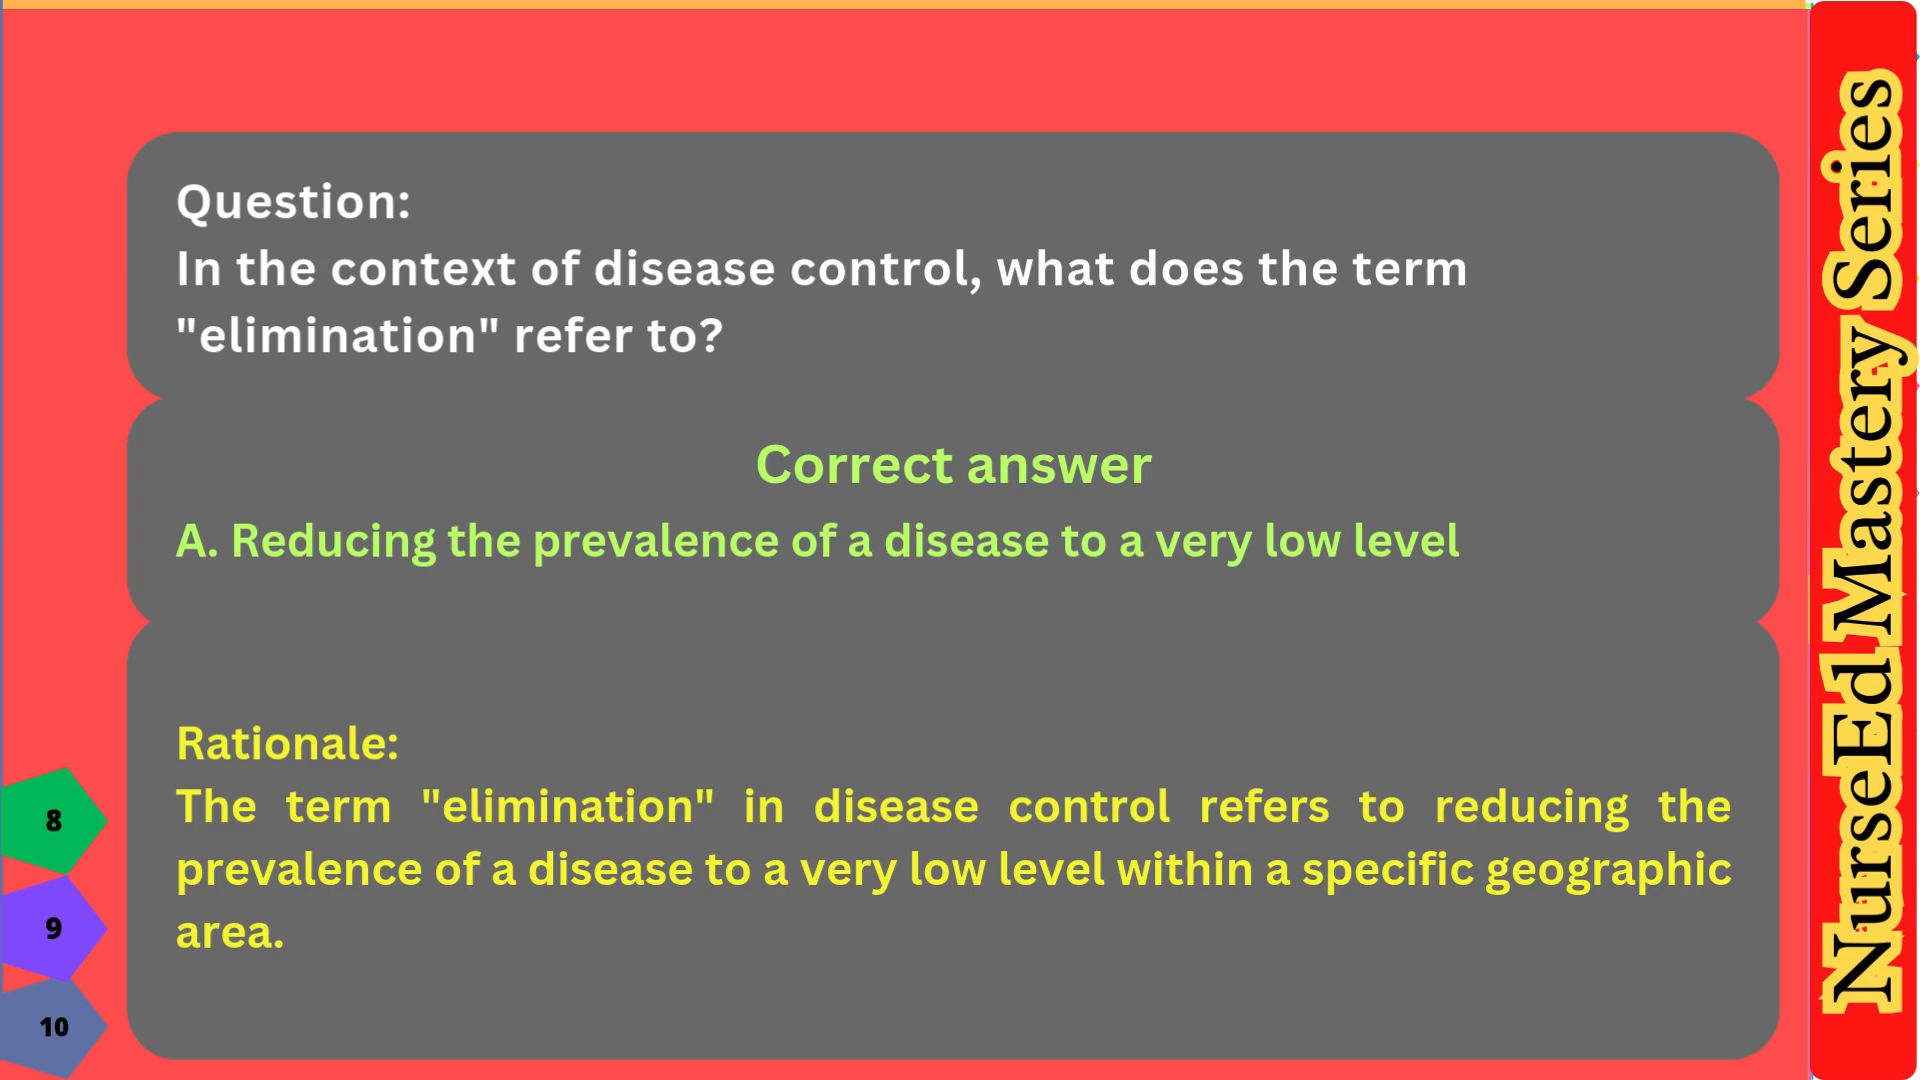 Question:
In the context of disease control, what does the term
"elimination" refer to?
Correct answer
A. Reducing the prevalence of a disease to a very low level
Rationale:
The term "elimination" in disease control refers to reducing the
prevalence of a disease to a very low level within a specific geographic
area.
8
9
10
NurseEd Mastery Series